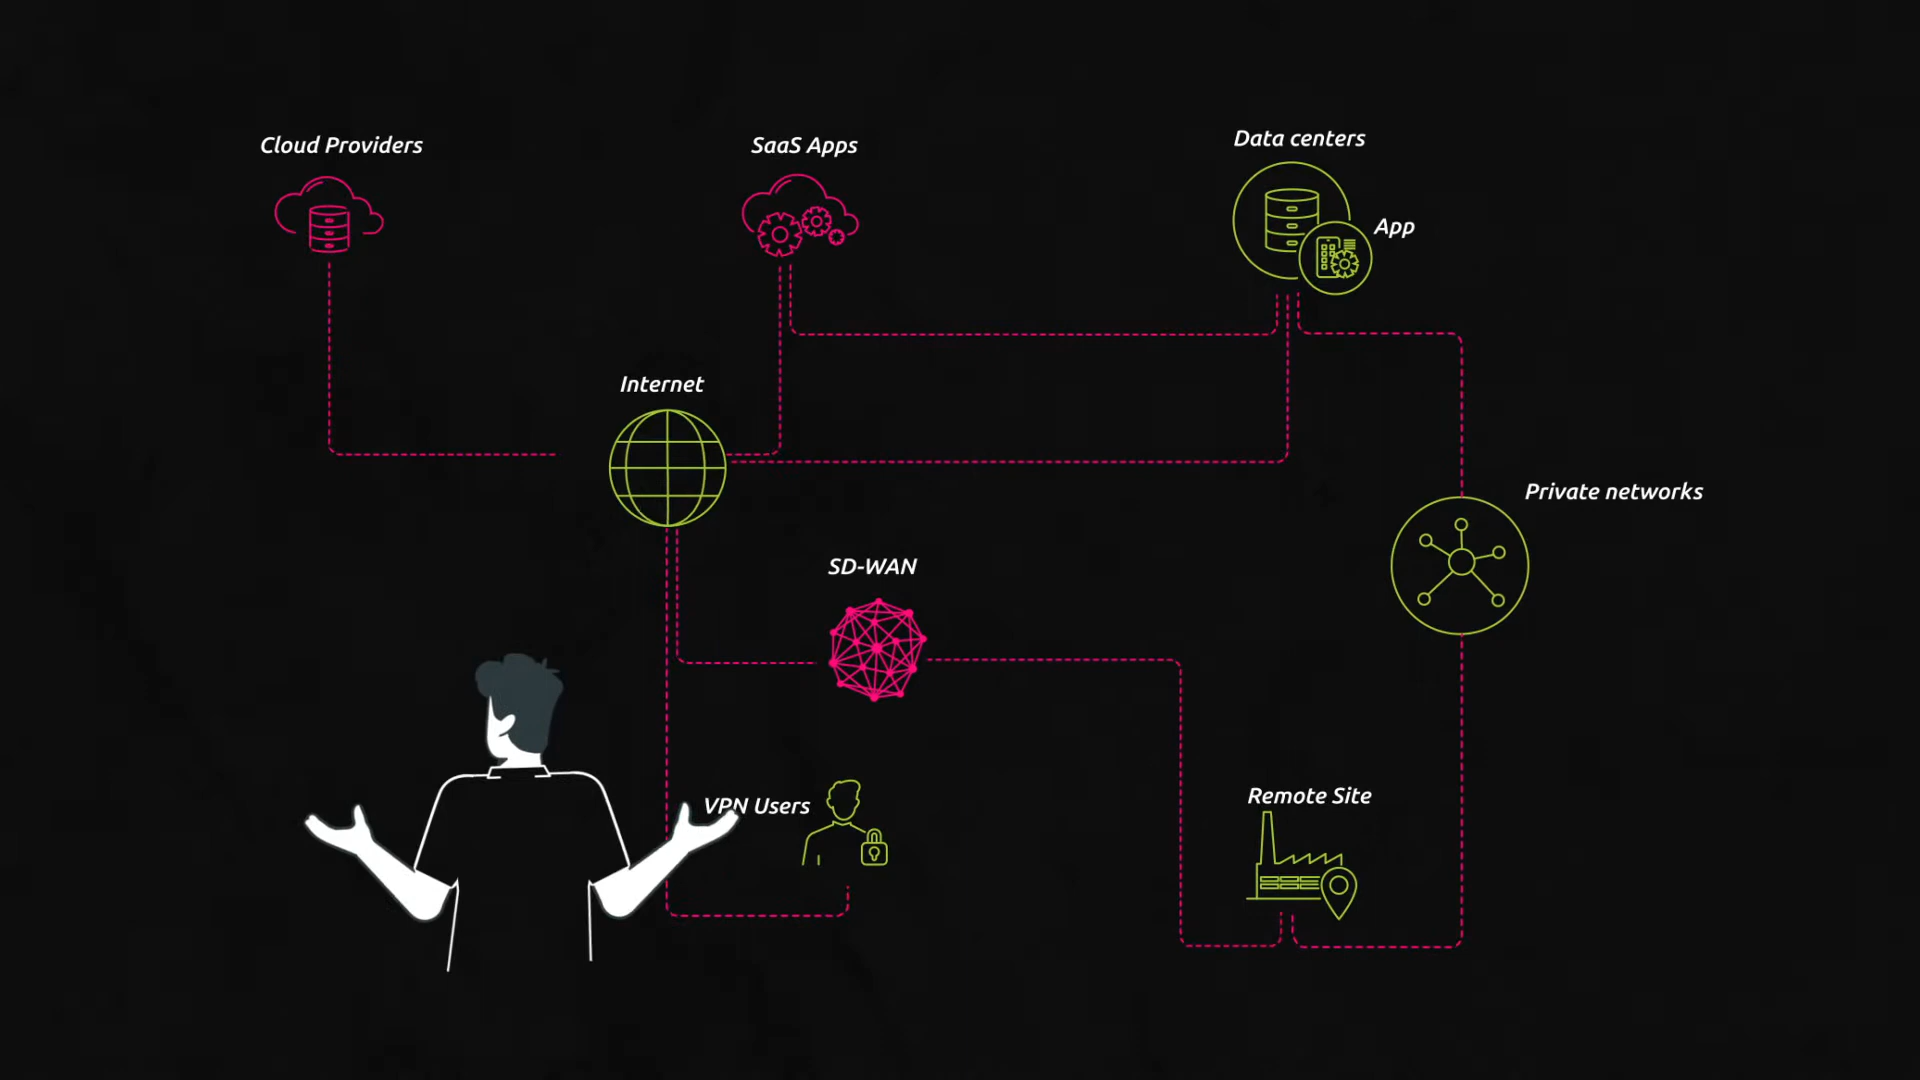 Cloud Providers
SaaS Apps
Data centers
App
Internet
Private networks
SD-WAN
VPN Users
Remote Site